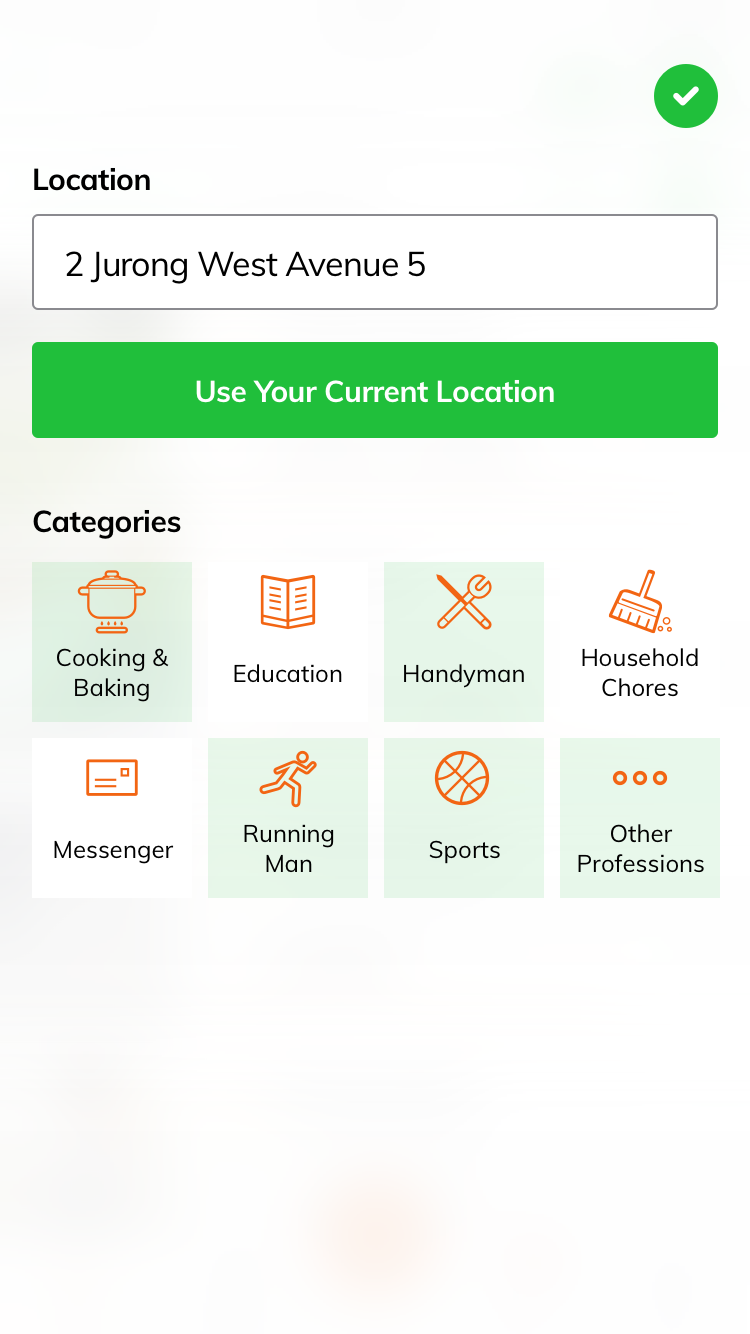 Location
2 Jurong West Avenue 5
Use Your Current Location
Categories
Cooking &
Baking
Education
Handyman
Household
Chores
Messenger
Running
Man
Sports
Other
Professions